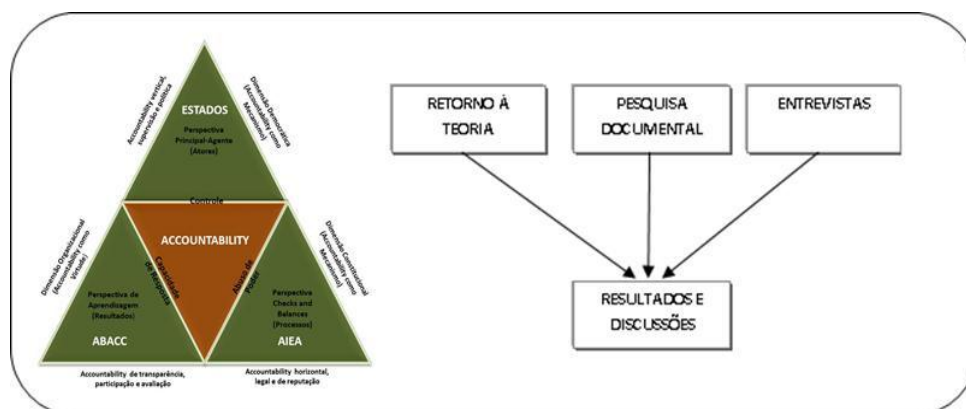 Accountability vertical,
supervisão e política
Dimensão Democrática
(Accountability como
Mecanismo)
ESTADOS
Perspectiva
Principal-Agente
(Atores)
Controle
ACCOUNTABILITY
Capacidade
de Resposta
Abuso de
Poder
Dimensão Organizacional
(Accountability como
Virtude)
Dimensão Constitucional
(Accountability como
Mecanismo)
Perspectiva de
Aprendizagem
(Resultados)
ABACC
Perspectiva
Checks and
Balances
(Processos)
AIEA
Accountability de transparência,
participação e avaliação
Accountability horizontal,
legal e de reputação
RETORNO À
TEORIA
PESQUISA
DOCUMENTAL
ENTREVISTAS
RESULTADOS E
DISCUSSÕES